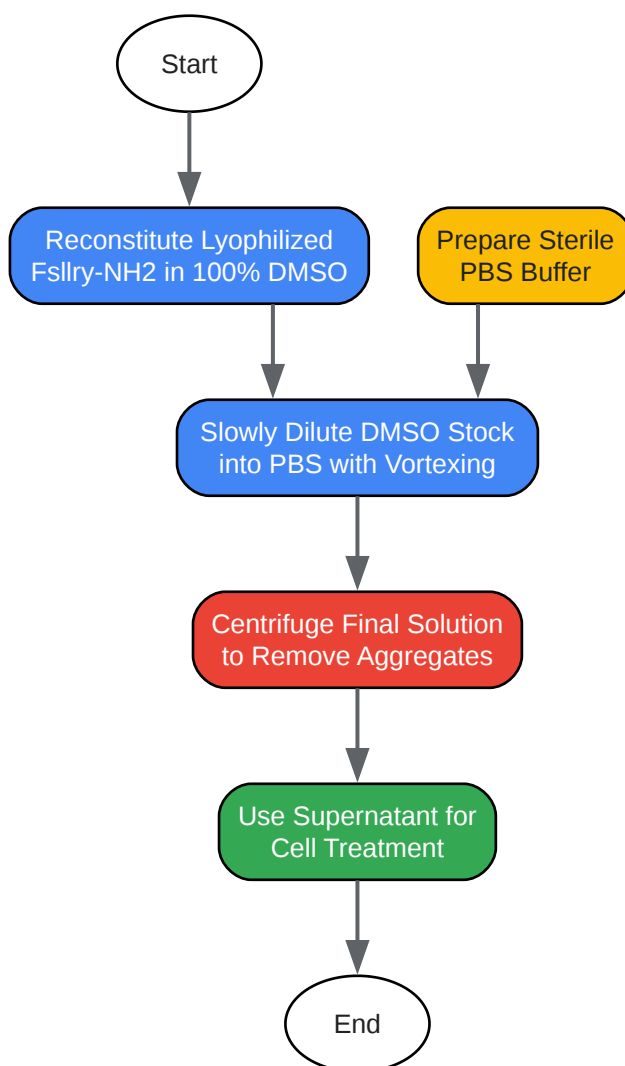 Start
Reconstitute Lyophilized
Fsllry-NH2 in 100% DMSO
Prepare Sterile
PBS Buffer
Slowly Dilute DMSO Stock
into PBS with Vortexing
Centrifuge Final Solution
to Remove Aggregates
Use Supernatant for
Cell Treatment
End